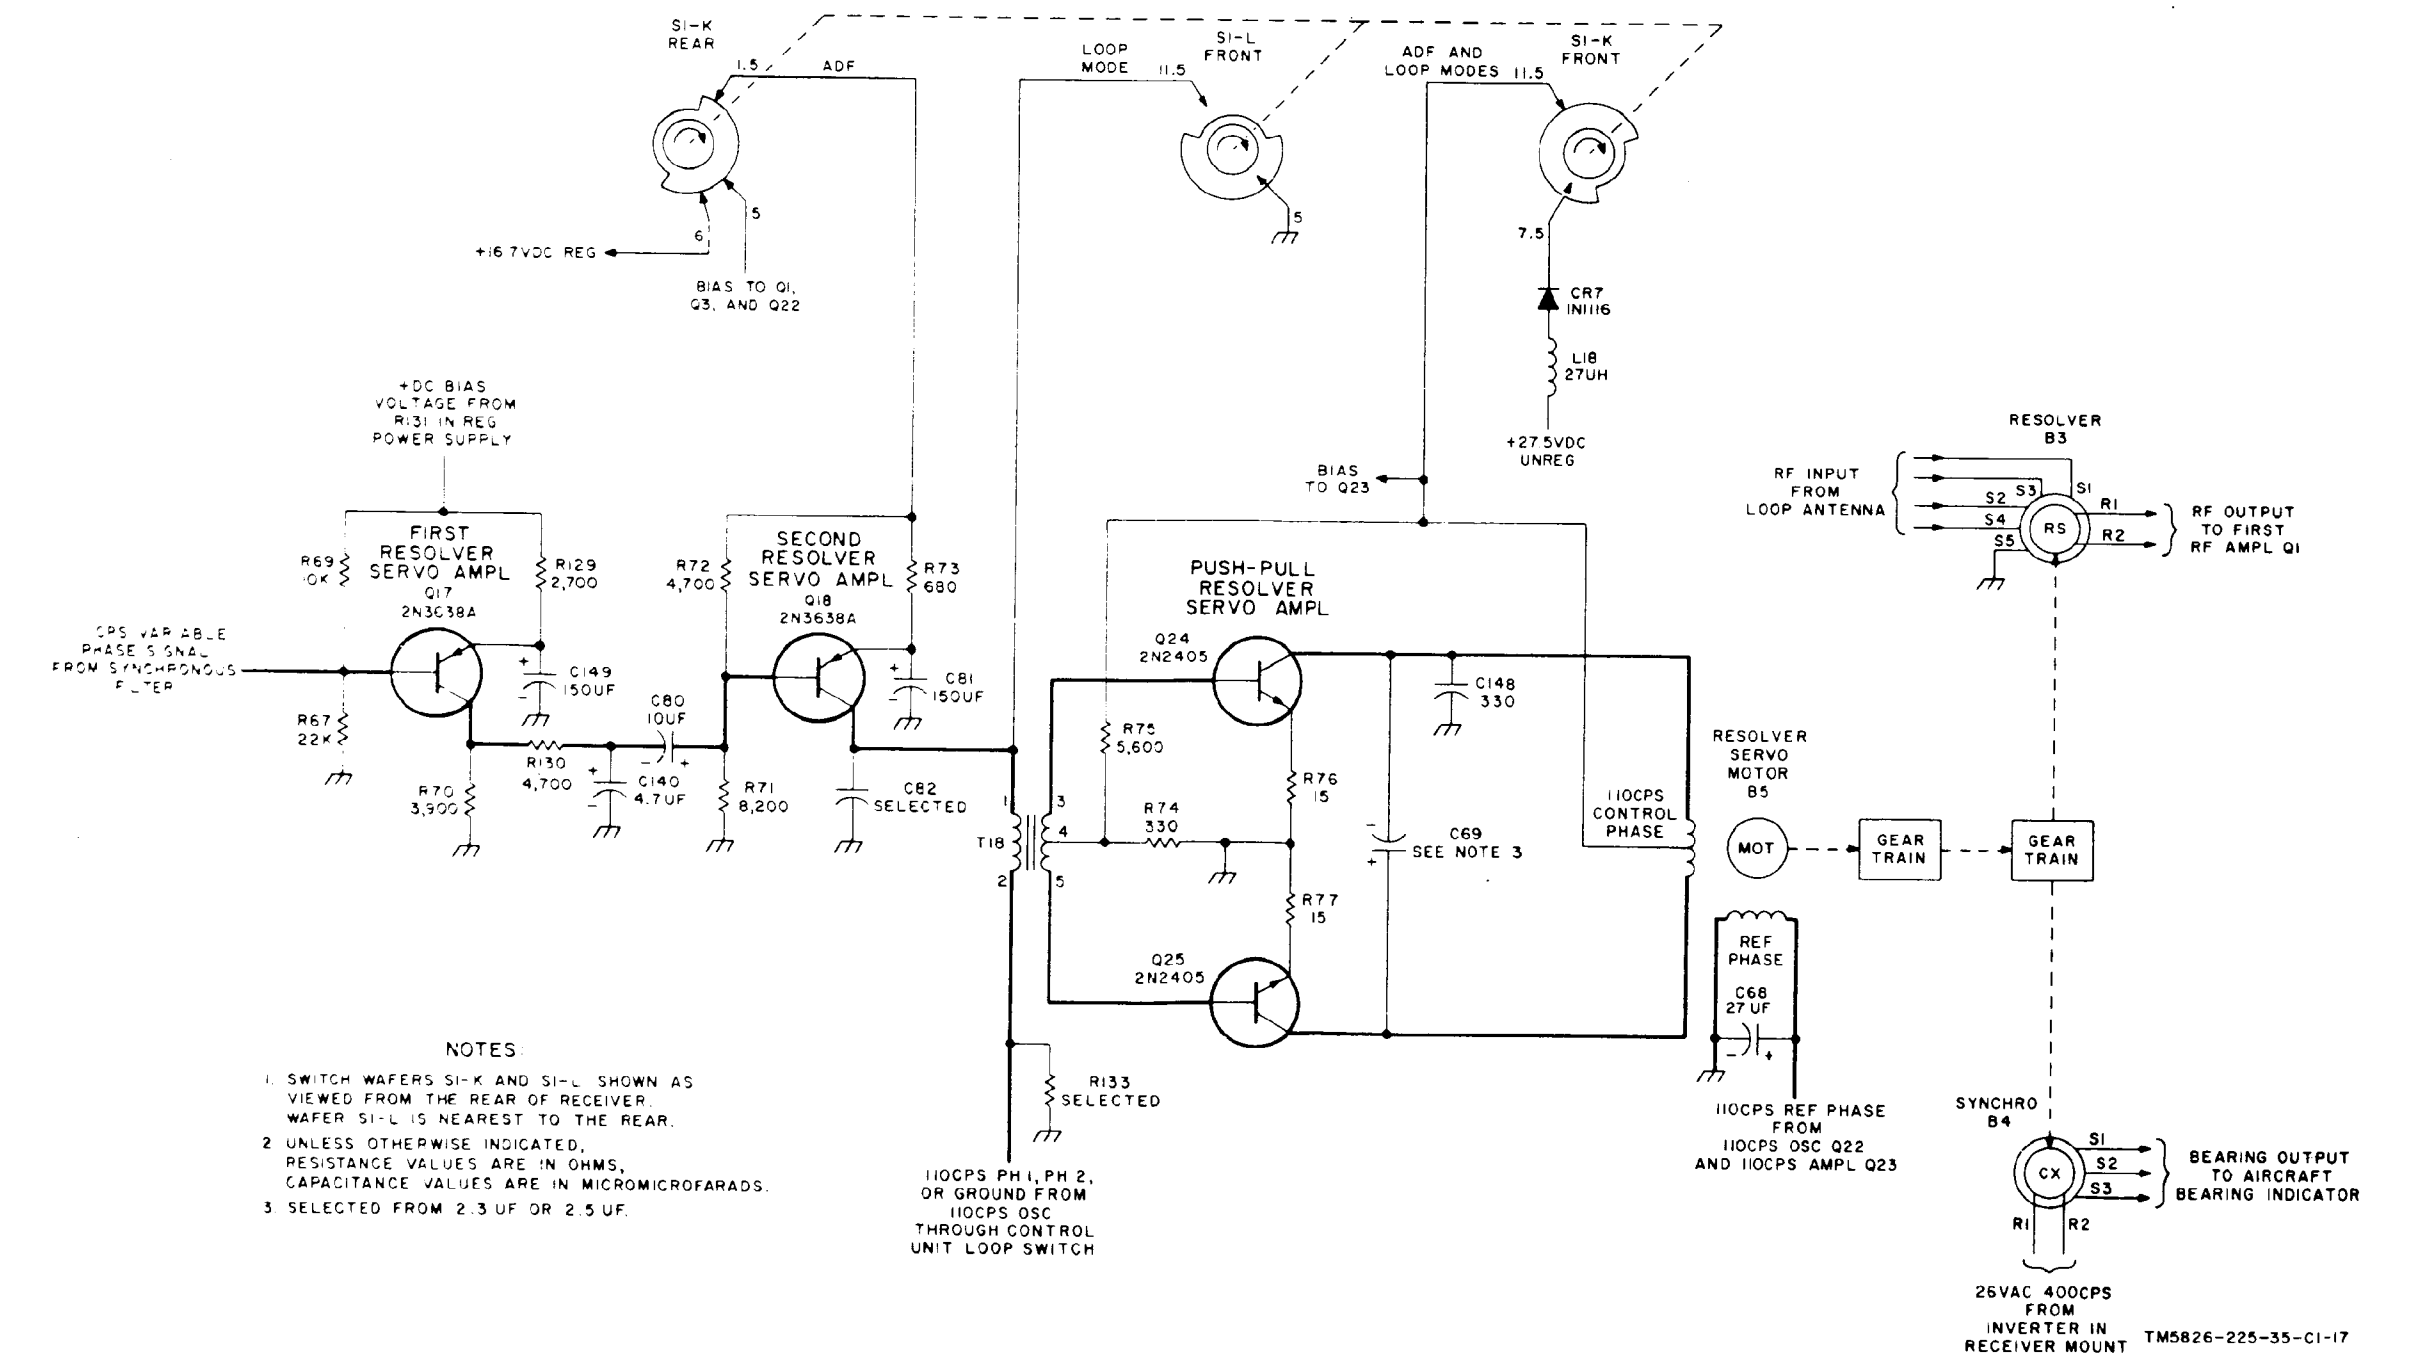 S1-K
REAR
1.5
ADF
5
6
+16.7VDC REG
BIAS TO Q1,
Q3, AND Q22
LOOP
MODE
11.5
S1-L
FRONT
5
ADF AND
LOOP MODES
11.5
S1-K
FRONT
7.5
CR7
1N1116
L18
27UH
+27.5VDC
UNREG
BIAS
TO Q23
+DC BIAS
VOLTAGE FROM
R131 IN REG
POWER SUPPLY
FIRST
RESOLVER
SERVO AMPL
Q17
2N3638A
R69
10K
R129
2,700
CPS VARIABLE
PHASE SIGNAL
FROM SYNCHRONOUS
FILTER
R67
22K
+
-
C149
150UF
R70
3,900
R130
4,700
+
-
C140
4.7UF
C80
10UF
-
+
R72
4,700
SECOND
RESOLVER
SERVO AMPL
Q18
2N3638A
R73
680
+
-
C81
150UF
R71
8,200
C82
SELECTED
T18
1
2
3
4
5
R75
5,600
R74
330
PUSH-PULL
RESOLVER
SERVO AMPL
Q24
2N2405
R76
15
R77
15
Q25
2N2405
C148
330
-
+
C69
SEE NOTE 3
110CPS
CONTROL
PHASE
RESOLVER
SERVO
MOTOR
B5
MOT
GEAR
TRAIN
GEAR
TRAIN
REF
PHASE
C68
27UF
-
+
110CPS REF PHASE
FROM
110CPS OSC Q22
AND 110CPS AMPL Q23
R133
SELECTED
110CPS PH 1, PH 2,
OR GROUND FROM
110CPS OSC
THROUGH CONTROL
UNIT LOOP SWITCH
RESOLVER
B3
RF INPUT
FROM
LOOP ANTENNA
S3
S1
S2
S4
S5
RS
R1
R2
RF OUTPUT
TO FIRST
RF AMPL Q1
SYNCHRO
B4
CX
S1
S2
S3
BEARING OUTPUT
TO AIRCRAFT
BEARING INDICATOR
R1
R2
26VAC 400CPS
FROM
INVERTER IN
RECEIVER MOUNT
NOTES:
1. SWITCH WAFERS S1-K AND S1-L SHOWN AS
VIEWED FROM THE REAR OF RECEIVER.
WAFER S1-L IS NEAREST TO THE REAR.
2 UNLESS OTHERWISE INDICATED,
RESISTANCE VALUES ARE IN OHMS,
CAPACITANCE VALUES ARE IN MICROMICROFARADS.
3. SELECTED FROM 2.3 UF OR 2.5 UF.
TM5826-225-35-C1-17